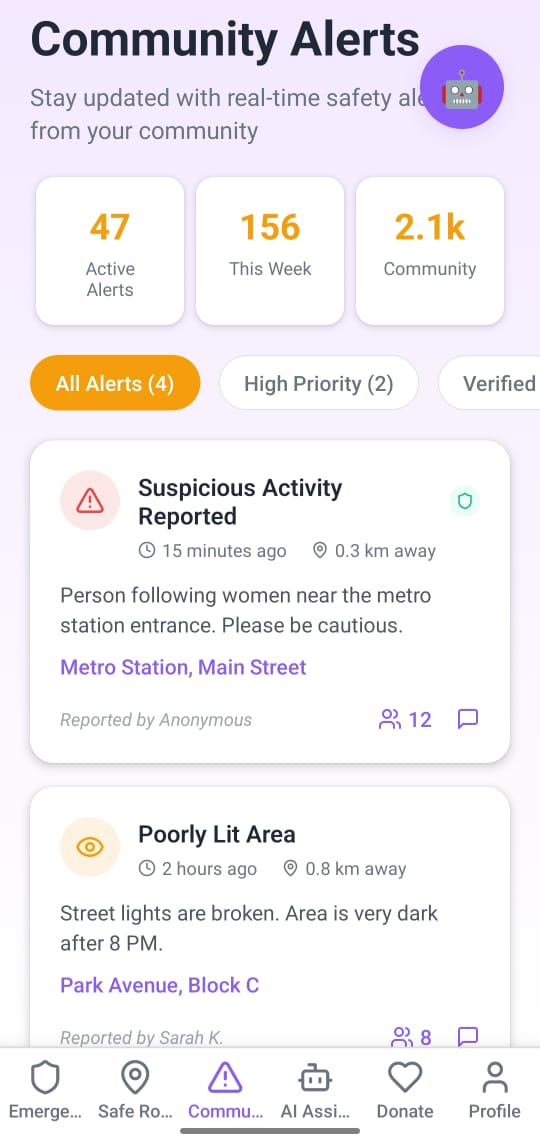 Community Alerts
Stay updated with real-time safety ale
from your community
47
Active
Alerts
156
This Week
2.1k
Community
All Alerts (4)
High Priority (2)
Verified
Suspicious Activity
Reported
15 minutes ago
0.3 km away
Person following women near the metro
station entrance. Please be cautious.
Metro Station, Main Street
Reported by Anonymous
12
Poorly Lit Area
2 hours ago
0.8 km away
Street lights are broken. Area is very dark
after 8 PM.
Park Avenue, Block C
Reported by Sarah K.
8
Emerge...
Safe Ro...
Commu...
AI Assi...
Donate
Profile